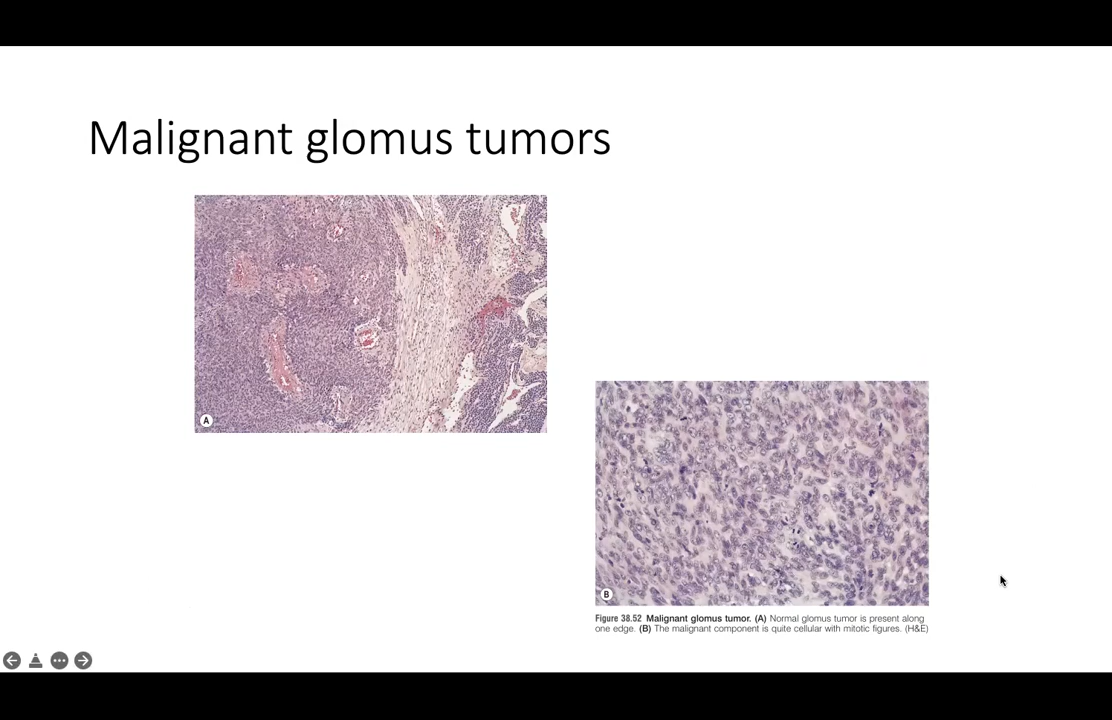 Malignant glomus tumors
A
B
Figure 38.52 Malignant glomus tumor. (A) Normal glomus tumor is present along
one edge. (B) The malignant component is quite cellular with mitotic figures. (H&E)